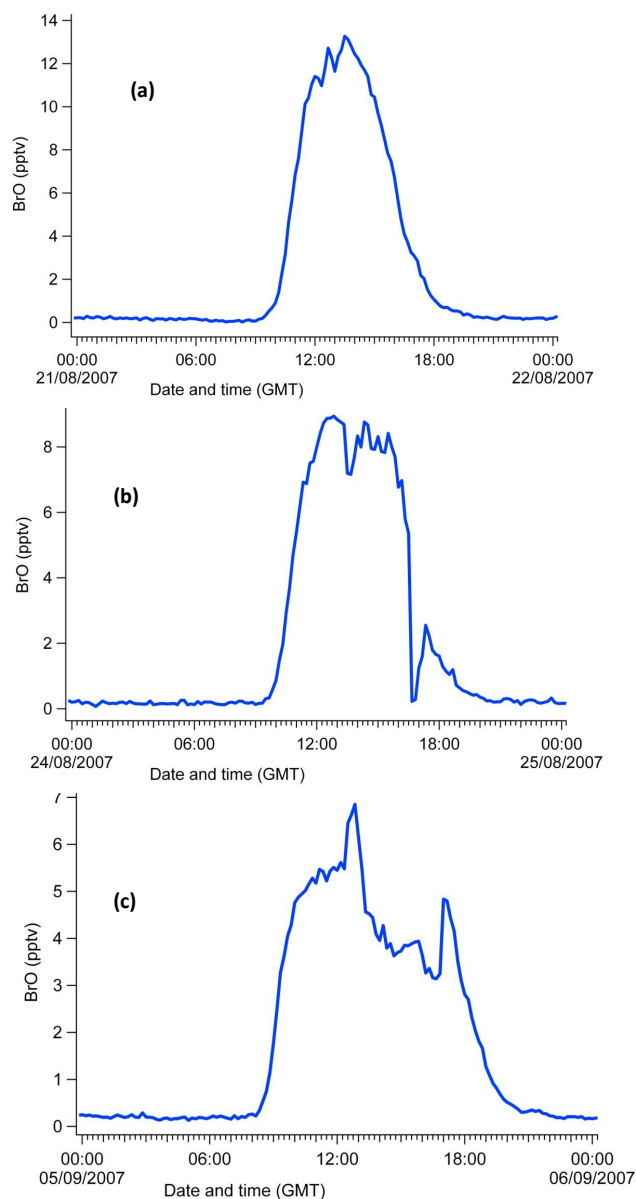 14
12
(a)
10
BrO (pptv)
8
6
4
2
0
00:00 06:00 12:00 18:00 00:00
21/08/2007 22/08/2007
Date and time (GMT)
8
(b)
6
BrO (pptv)
4
2
0
00:00 06:00 12:00 18:00 00:00
24/08/2007 25/08/2007
Date and time (GMT)
7
6
5
(c)
4
BrO (pptv)
3
2
1
0
00:00 06:00 12:00 18:00 00:00
05/09/2007 06/09/2007
Date and time (GMT)